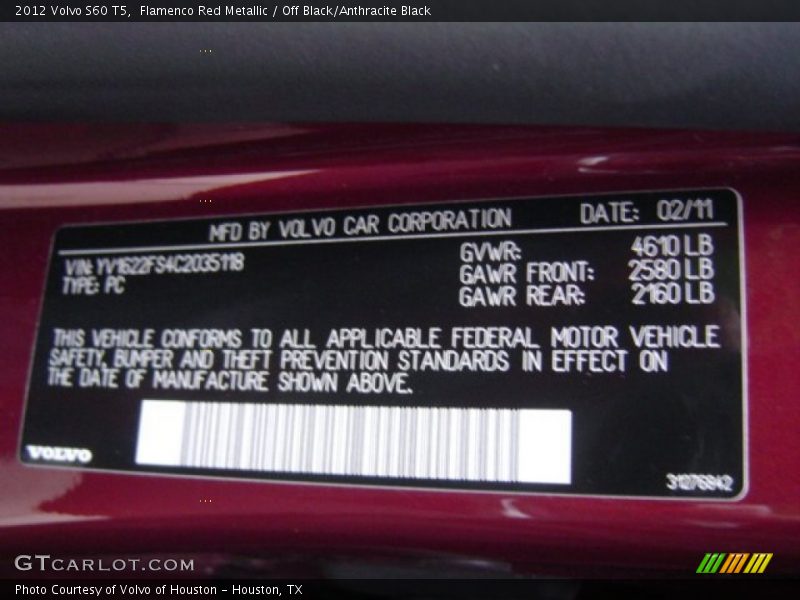 2012 Volvo S60 T5, Flamenco Red Metallic / Off Black/Anthracite Black
MFD BY VOLVO CAR CORPORATION DATE: 02/11
VIN: YV1622FS4C2035118
TYPE: PC
GVWR: 4610 LB
GAWR FRONT: 2580 LB
GAWR REAR: 2160 LB
THIS VEHICLE CONFORMS TO ALL APPLICABLE FEDERAL MOTOR VEHICLE
SAFETY, BUMPER AND THEFT PREVENTION STANDARDS IN EFFECT ON
THE DATE OF MANUFACTURE SHOWN ABOVE.
VOLVO
31276842
GTCARLOT.COM
Photo Courtesy of Volvo of Houston - Houston, TX